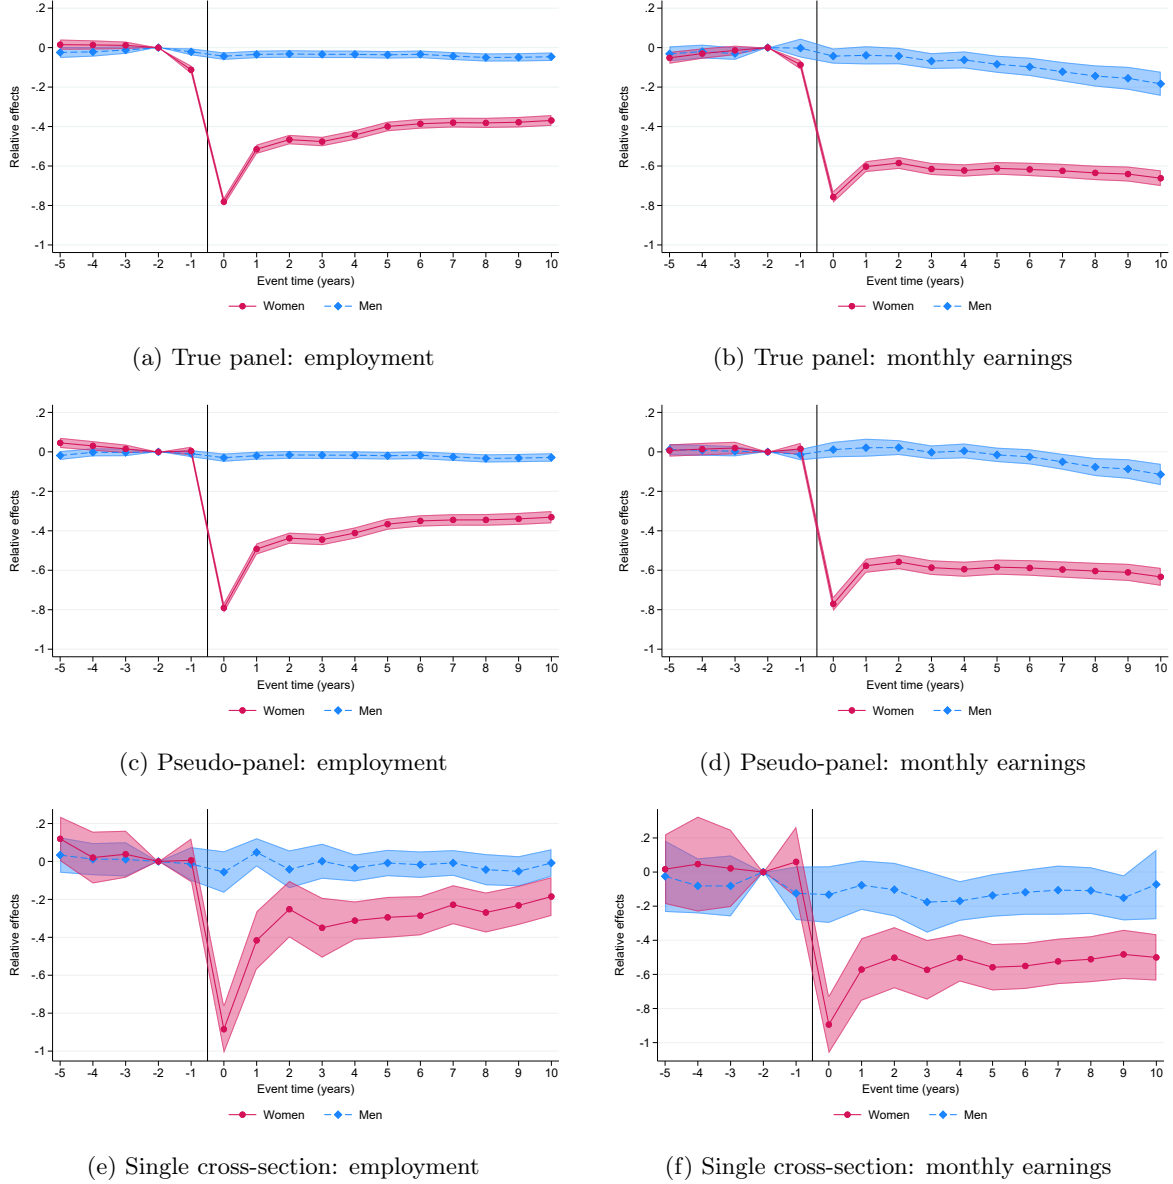 .2
0
-.2
-.4
-.6
-.8
-1
Relative effects
-5 -4 -3 -2 -1 0 1 2 3 4 5 6 7 8 9 10
Event time (years)
Women Men
(a) True panel: employment
.2
0
-.2
-.4
-.6
-.8
-1
Relative effects
-5 -4 -3 -2 -1 0 1 2 3 4 5 6 7 8 9 10
Event time (years)
Women Men
(b) True panel: monthly earnings
.2
0
-.2
-.4
-.6
-.8
-1
Relative effects
-5 -4 -3 -2 -1 0 1 2 3 4 5 6 7 8 9 10
Event time (years)
Women Men
(c) Pseudo-panel: employment
.2
0
-.2
-.4
-.6
-.8
-1
Relative effects
-5 -4 -3 -2 -1 0 1 2 3 4 5 6 7 8 9 10
Event time (years)
Women Men
(d) Pseudo-panel: monthly earnings
.2
0
-.2
-.4
-.6
-.8
-1
Relative effects
-5 -4 -3 -2 -1 0 1 2 3 4 5 6 7 8 9 10
Event time (years)
Women Men
(e) Single cross-section: employment
.2
0
-.2
-.4
-.6
-.8
-1
Relative effects
-5 -4 -3 -2 -1 0 1 2 3 4 5 6 7 8 9 10
Event time (years)
Women Men
(f) Single cross-section: monthly earnings